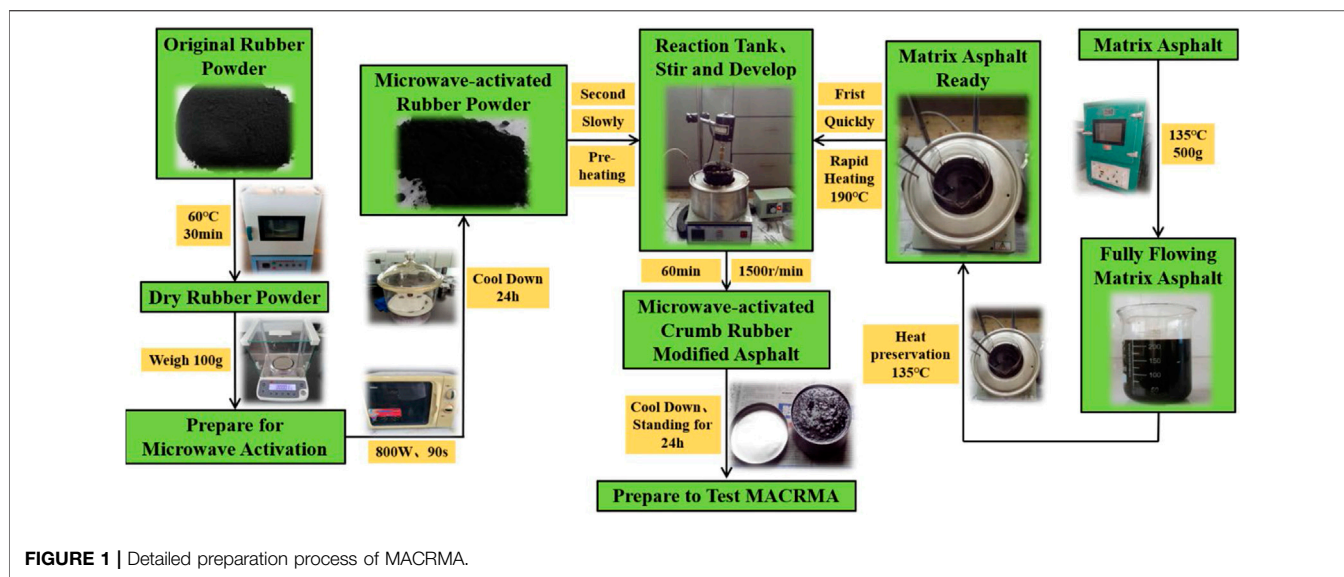 Original Rubber
Powder
60℃
30min
Dry Rubber Powder
Weigh 100g
Prepare for
Microwave Activation
800W、90s
Cool Down
24h
Microwave-activated
Rubber Powder
Second
Slowly
Pre-
heating
Reaction Tank、
Stir and Develop
Frist
Quickly
Rapid
Heating
190℃
Matrix Asphalt
Ready
Matrix Asphalt
135℃
500g
Fully Flowing
Matrix Asphalt
200
150
100
Heat
preservation
135℃
60min
1500r/min
Microwave-activated
Crumb Rubber
Modified Asphalt
Cool Down、
Standing for
24h
Prepare to Test MACRMA
FIGURE 1 | Detailed preparation process of MACRMA.